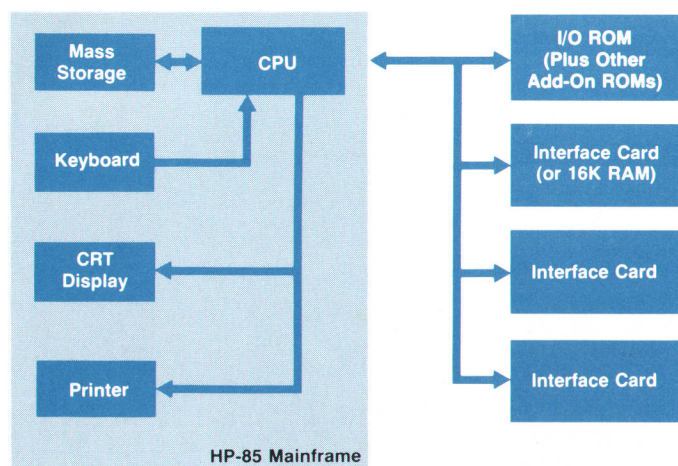 Mass
Storage
CPU
Keyboard
CRT
Display
Printer
HP-85 Mainframe
I/O ROM
(Plus Other
Add-On ROMs)
Interface Card
(or 16K RAM)
Interface Card
Interface Card